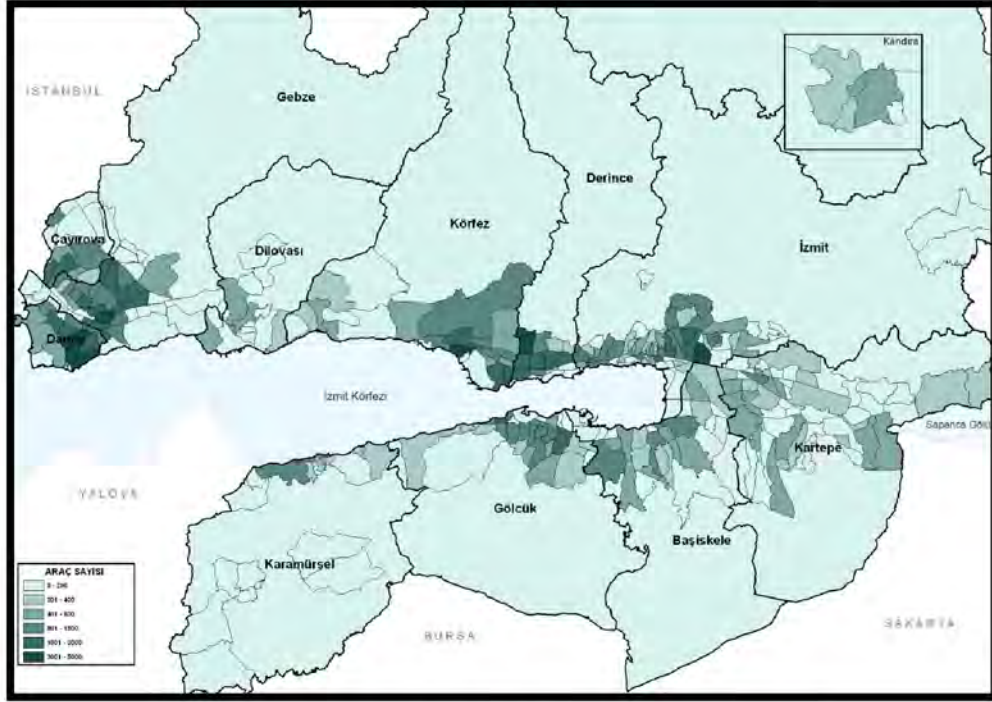 Kandıra
İSTANBUL
Gebze
Derince
Körfez
Çayırova
Dilovası
İzmit
Darıca
İzmit Körfezi
Sapanca Gölü
Kartepe
YALOVA
Gölcük
Başiskele
Karamürsel
BURSA
SAKARYA
ARAÇ SAYISI